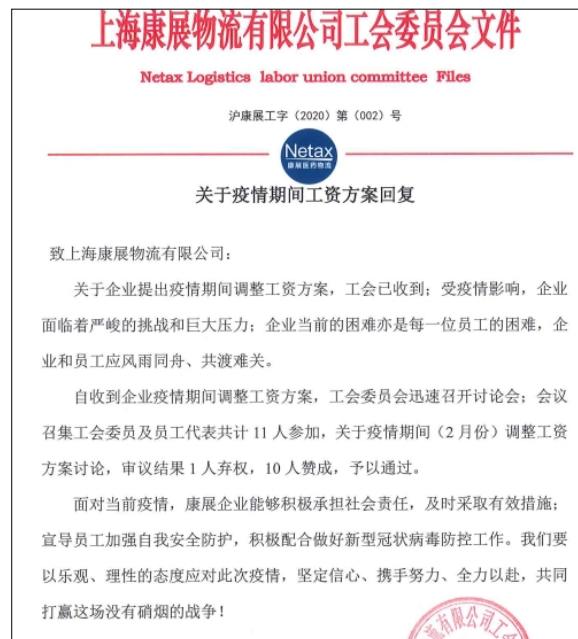 上海康展物流有限公司工会委员会文件
Netax Logistics labor union committee Files
沪康展工字（2020）第（002）号
Netax
康展医药物流
关于疫情期间工资方案回复
致上海康展物流有限公司：
关于企业提出疫情期间调整工资方案，工会已收到；受疫情影响，企业
面临着严峻的挑战和巨大压力；企业当前的困难亦是每一位员工的困难，企
业和员工应风雨同舟、共渡难关。
自收到企业疫情期间调整工资方案，工会委员会迅速召开讨论会；会议
召集工会委员及员工代表共计 11 人参加，关于疫情期间（2 月份）调整工资
方案讨论，审议结果 1 人弃权，10 人赞成，予以通过。
面对当前疫情，康展企业能够积极承担社会责任，及时采取有效措施；
宣导员工加强自我安全防护，积极配合做好新型冠状病毒防控工作。我们要
以乐观、理性的态度应对此次疫情，坚定信心、携手努力、全力以赴，共同
打赢这场没有硝烟的战争！
流有限公司工